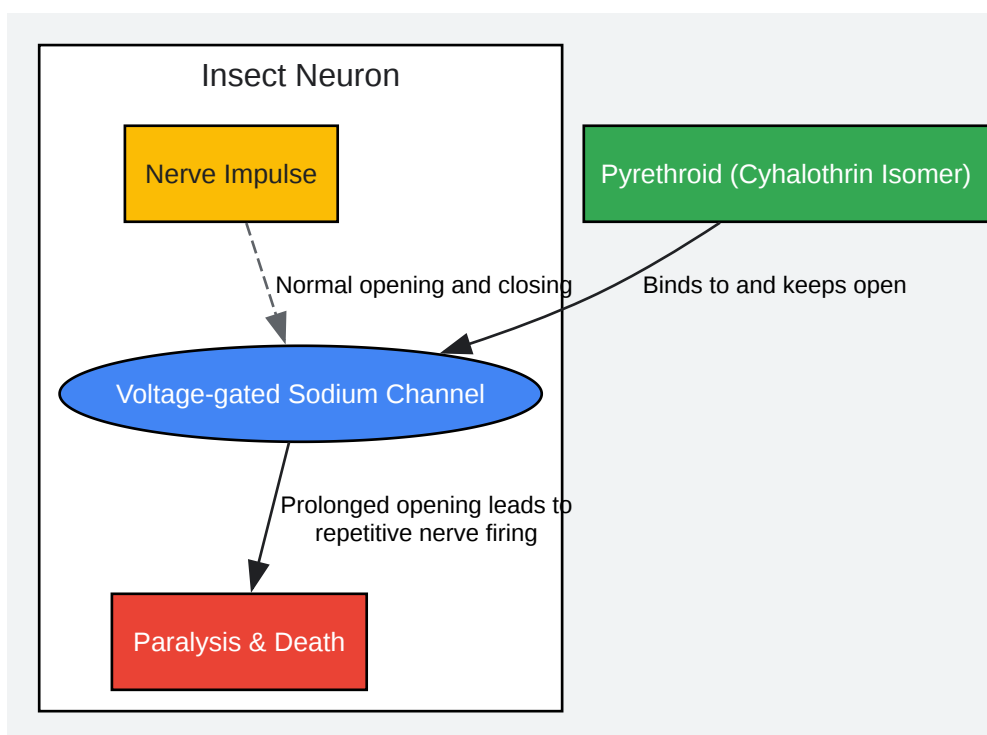 Insect Neuron
Nerve Impulse
Pyrethroid (Cyhalothrin Isomer)
Normal opening and closing
Binds to and keeps open
Voltage-gated Sodium Channel
Prolonged opening leads to
repetitive nerve firing
Paralysis & Death